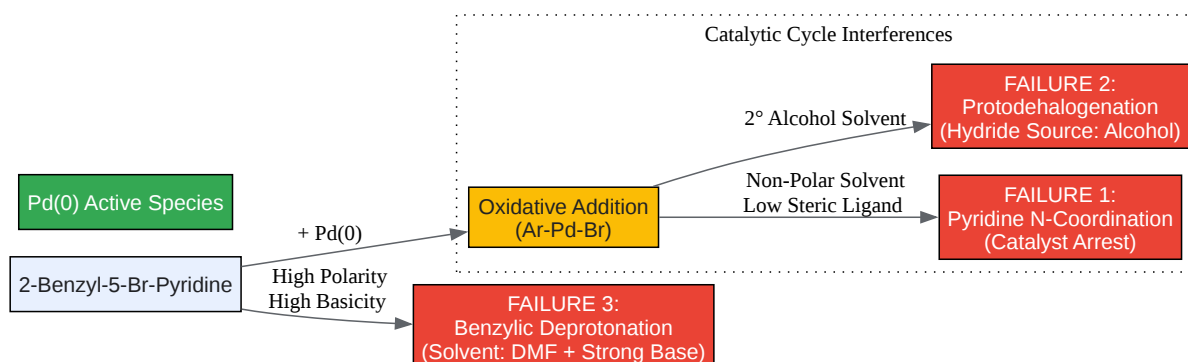 Catalytic Cycle Interferences
FAILURE 2:
Protodehalogenation
(Hydride Source: Alcohol)
2° Alcohol Solvent
Pd(0) Active Species
Oxidative Addition
(Ar-Pd-Br)
Non-Polar Solvent
Low Steric Ligand
FAILURE 1:
Pyridine N-Coordination
(Catalyst Arrest)
+ Pd(0)
2-Benzyl-5-Br-Pyridine
High Polarity
High Basicity
FAILURE 3:
Benzylic Deprotonation
(Solvent: DMF + Strong Base)